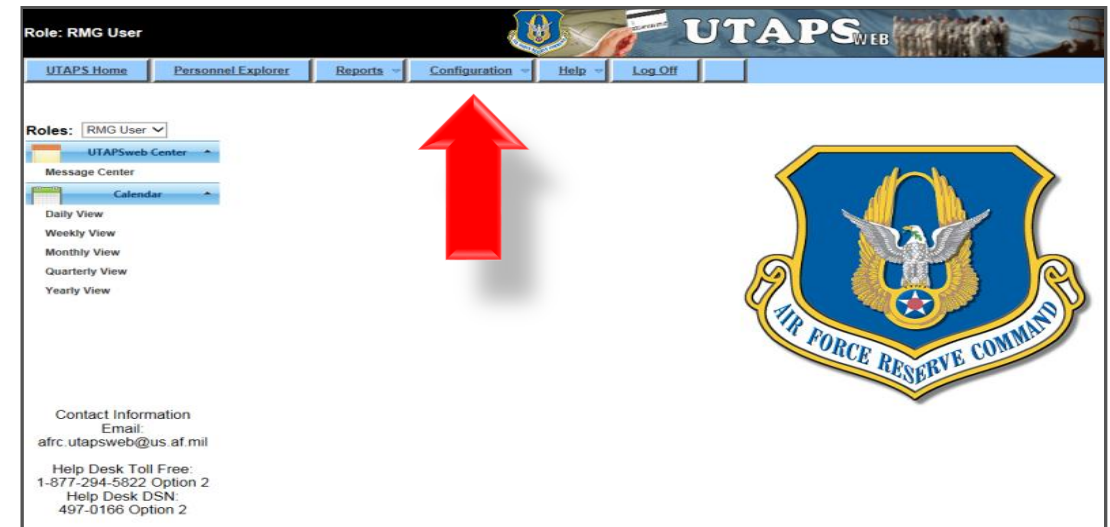 Role: RMG User
UTAPSWEB
UTAPS Home Personnel Explorer Reports Configuration Help Log Off
Roles: RMG User
UTAPSweb Center
Message Center
Calendar
Daily View
Weekly View
Monthly View
Quarterly View
Yearly View
AIR FORCE RESERVE COMMAND
Contact Information
Email:
afrc.utapsweb@us.af.mil
Help Desk Toll Free:
1-877-294-5822 Option 2
Help Desk DSN:
497-0166 Option 2